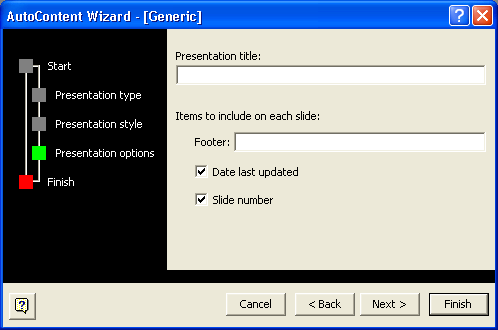 AutoContent Wizard - [Generic]
Start
Presentation type
Presentation style
Presentation options
Finish
Presentation title:
Items to include on each slide:
Footer:
Date last updated
Slide number
?
Cancel
< Back
Next >
Finish